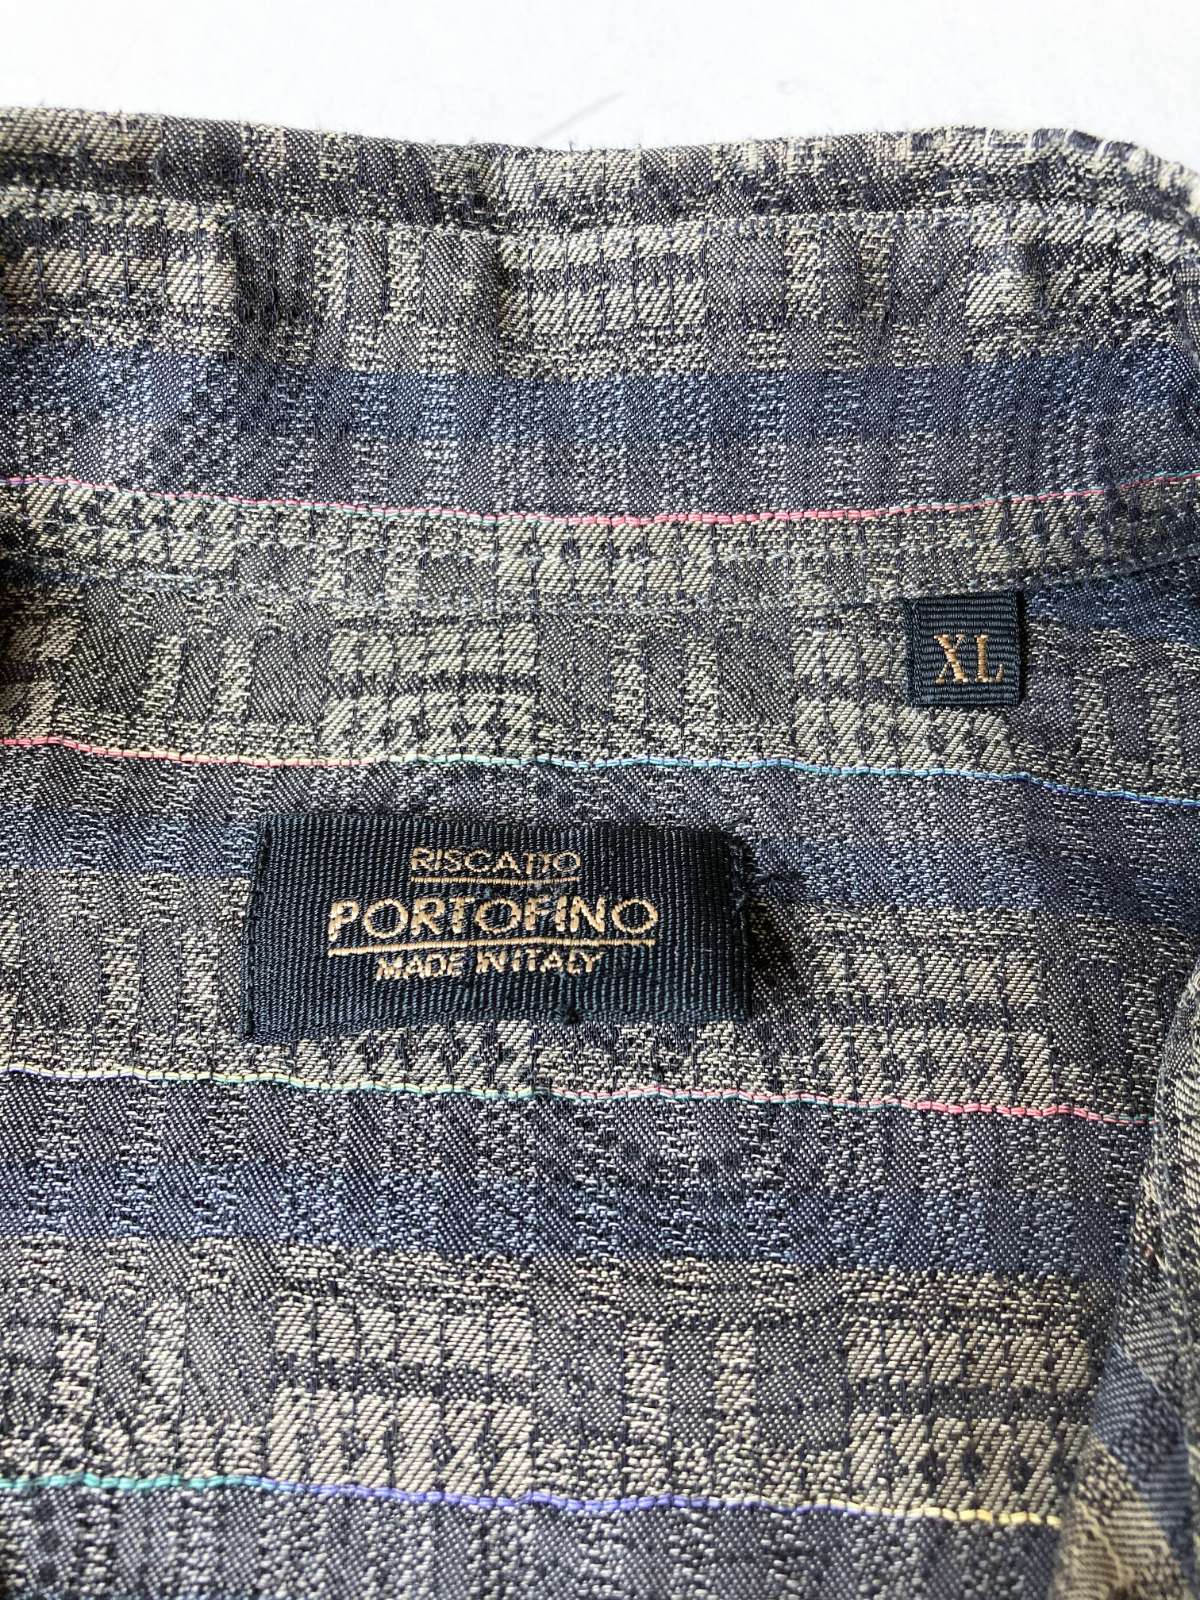 XL
RISCATTO
PORTOFINO
MADE IN ITALY